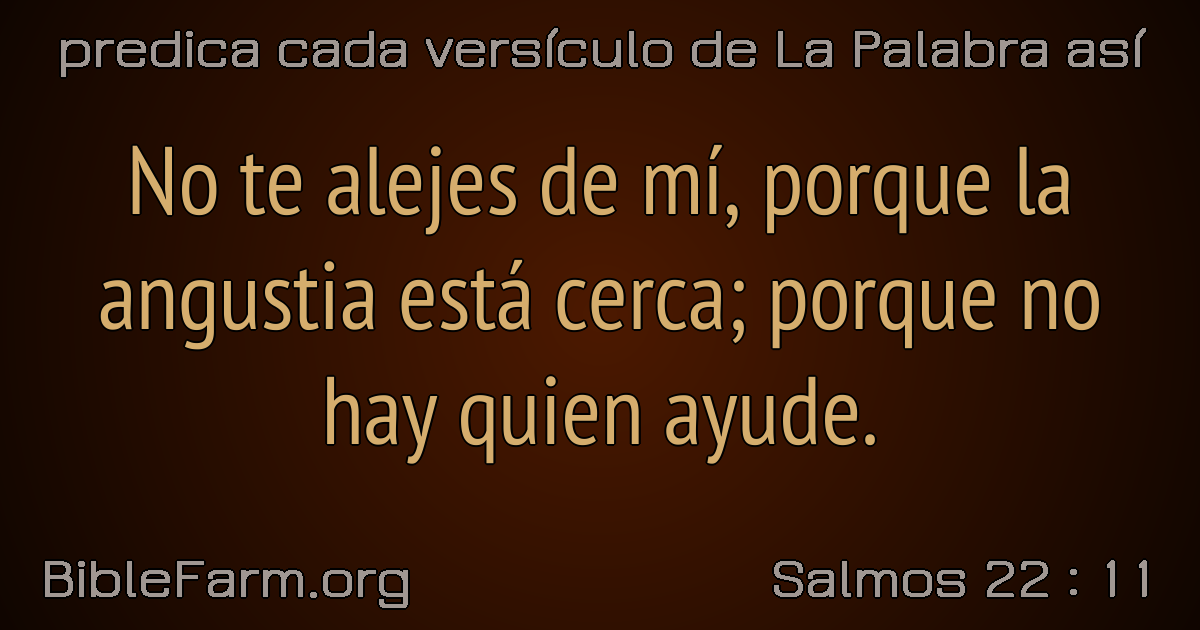 predica cada versículo de La Palabra así
No te alejes de mí, porque la
angustia está cerca; porque no
hay quien ayude.
BibleFarm.org
Salmos 22 : 11